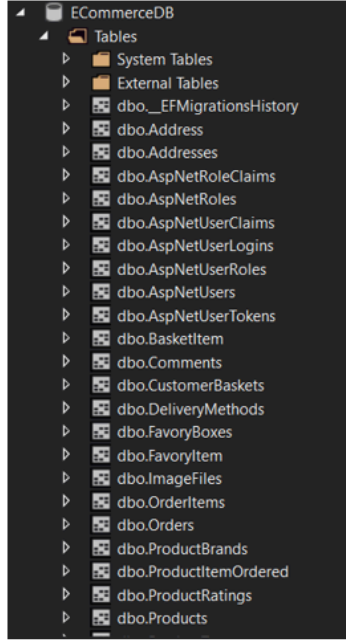 ECommerceDB
Tables
System Tables
External Tables
dbo.__EFMigrationsHistory
dbo.Address
dbo.Addresses
dbo.AspNetRoleClaims
dbo.AspNetRoles
dbo.AspNetUserClaims
dbo.AspNetUserLogins
dbo.AspNetUserRoles
dbo.AspNetUsers
dbo.AspNetUserTokens
dbo.BasketItem
dbo.Comments
dbo.CustomerBaskets
dbo.DeliveryMethods
dbo.FavoryBoxes
dbo.FavoryItem
dbo.ImageFiles
dbo.OrderItems
dbo.Orders
dbo.ProductBrands
dbo.ProductItemOrdered
dbo.ProductRatings
dbo.Products